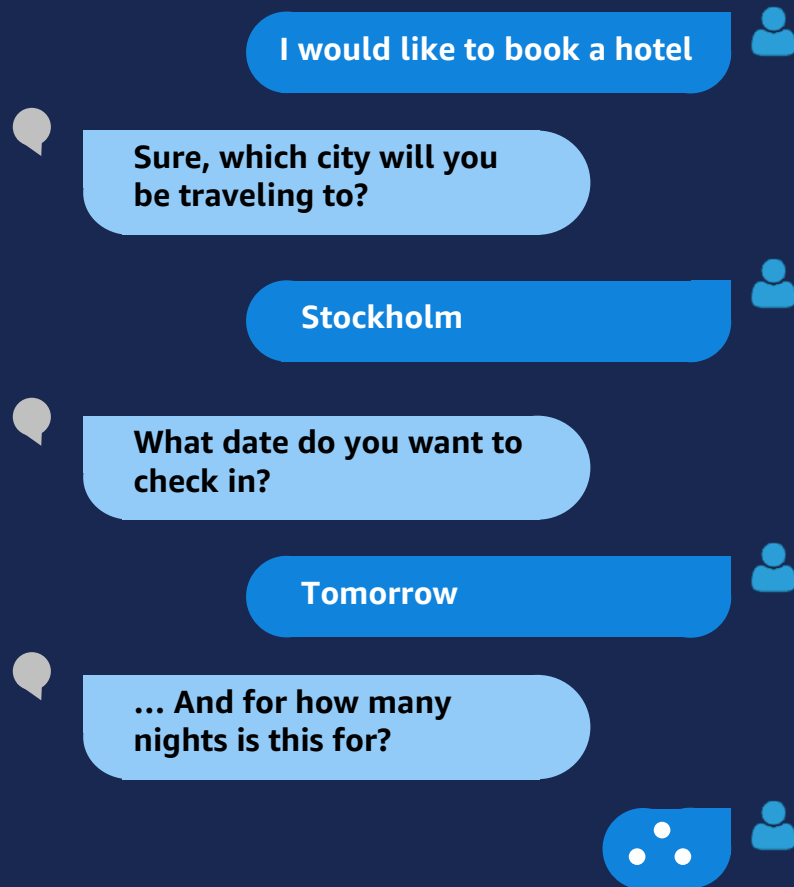 I would like to book a hotel
Sure, which city will you
be traveling to?
Stockholm
What date do you want to
check in?
Tomorrow
... And for how many
nights is this for?